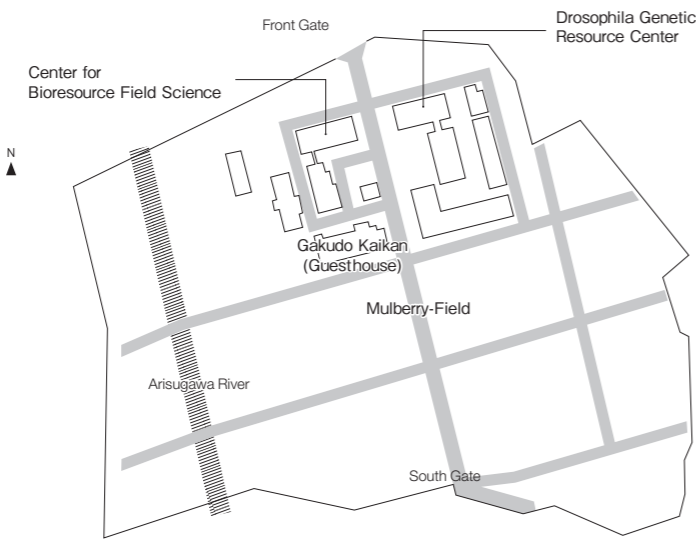 Front Gate
Drosophila Genetic
Resource Center
Center for
Bioresource Field Science
N
Gakudo Kaikan
(Guesthouse)
Mulberry-Field
Arisugawa River
South Gate